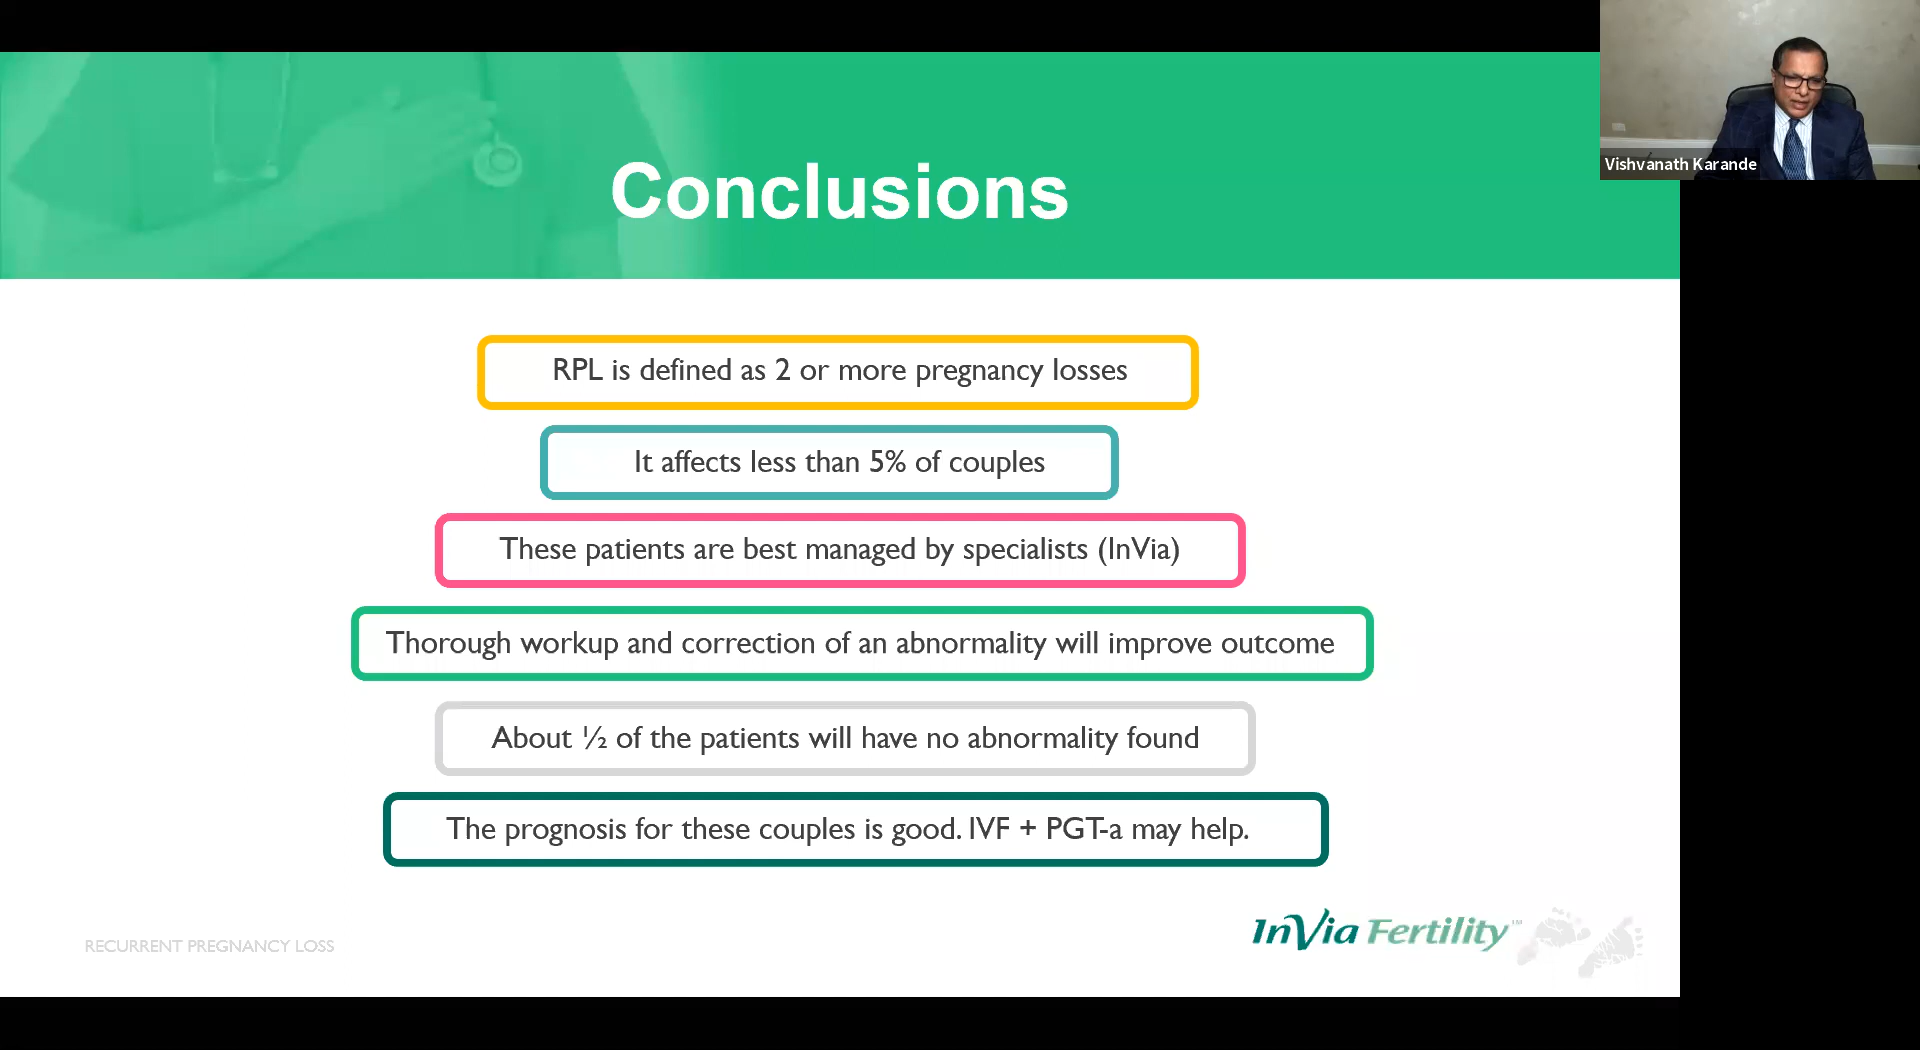 Vishvanath Karande
Conclusions
RPL is defined as 2 or more pregnancy losses
It affects less than 5% of couples
These patients are best managed by specialists (InVia)
Thorough workup and correction of an abnormality will improve outcome
About ½ of the patients will have no abnormality found
The prognosis for these couples is good. IVF + PGT-a may help.
RECURRENT PREGNANCY LOSS
InVia Fertility™